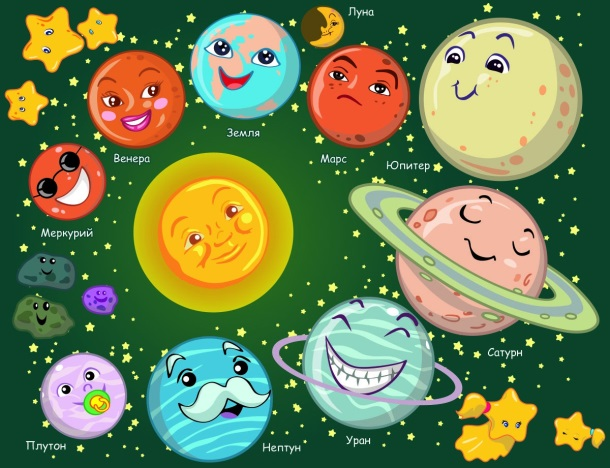 Луна
Земля
Венера
Марс
Юпитер
Меркурий
Сатурн
Плутон
Нептун
Уран